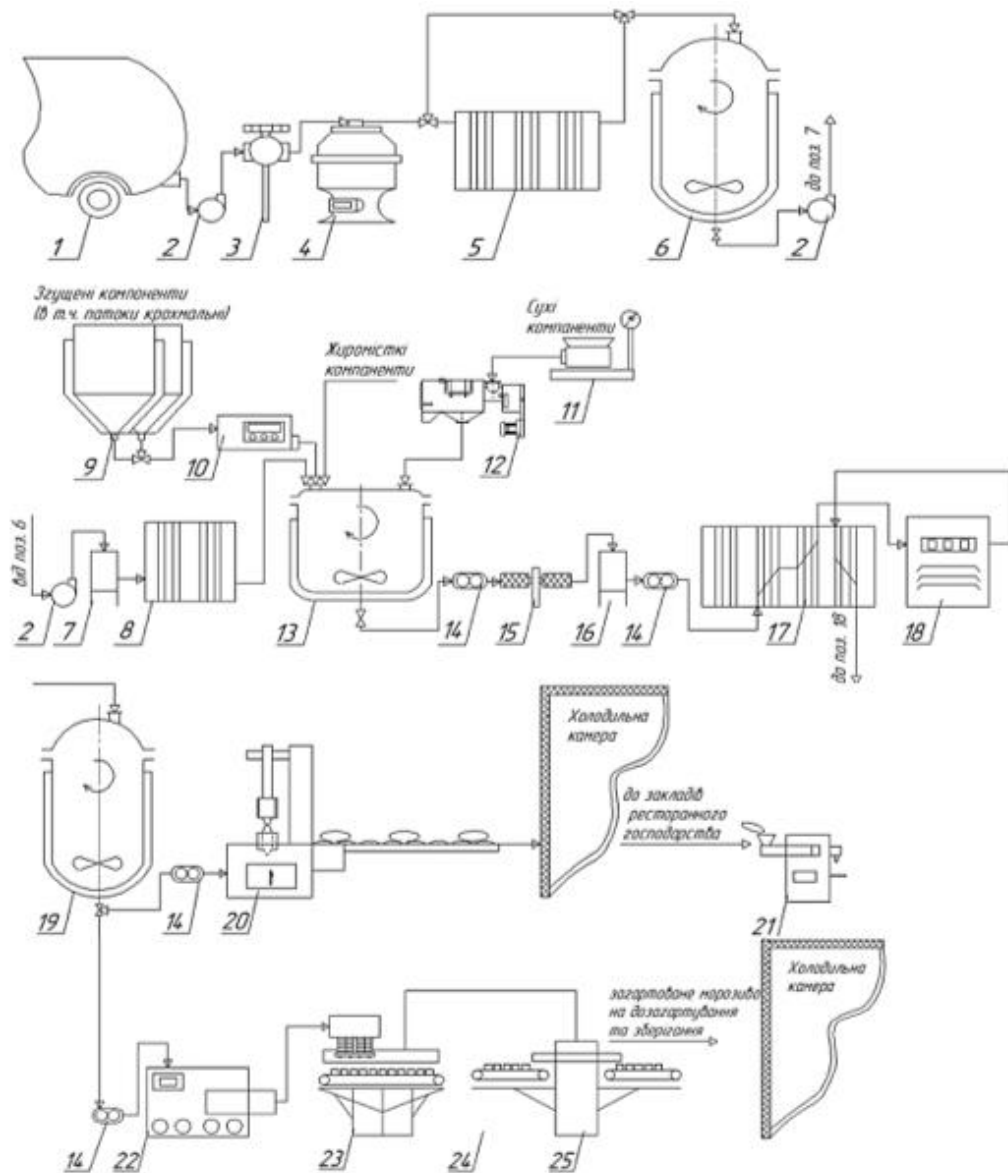 1
2
3
4
5
6
до поз. 7
2
Згущені компоненти
(в т.ч. патоки крохмальні)
Жиромісткі
компоненти
Сухі
компоненти
9
10
11
12
від поз. 6
2
7
8
13
14
15
16
14
17
до поз. 18
18
19
14
20
Холодильна
камера
до закладів
ресторанного
господарства
21
14
22
23
24
25
загартоване морозиво
на дозагартування
та зберігання
Холодильна
камера